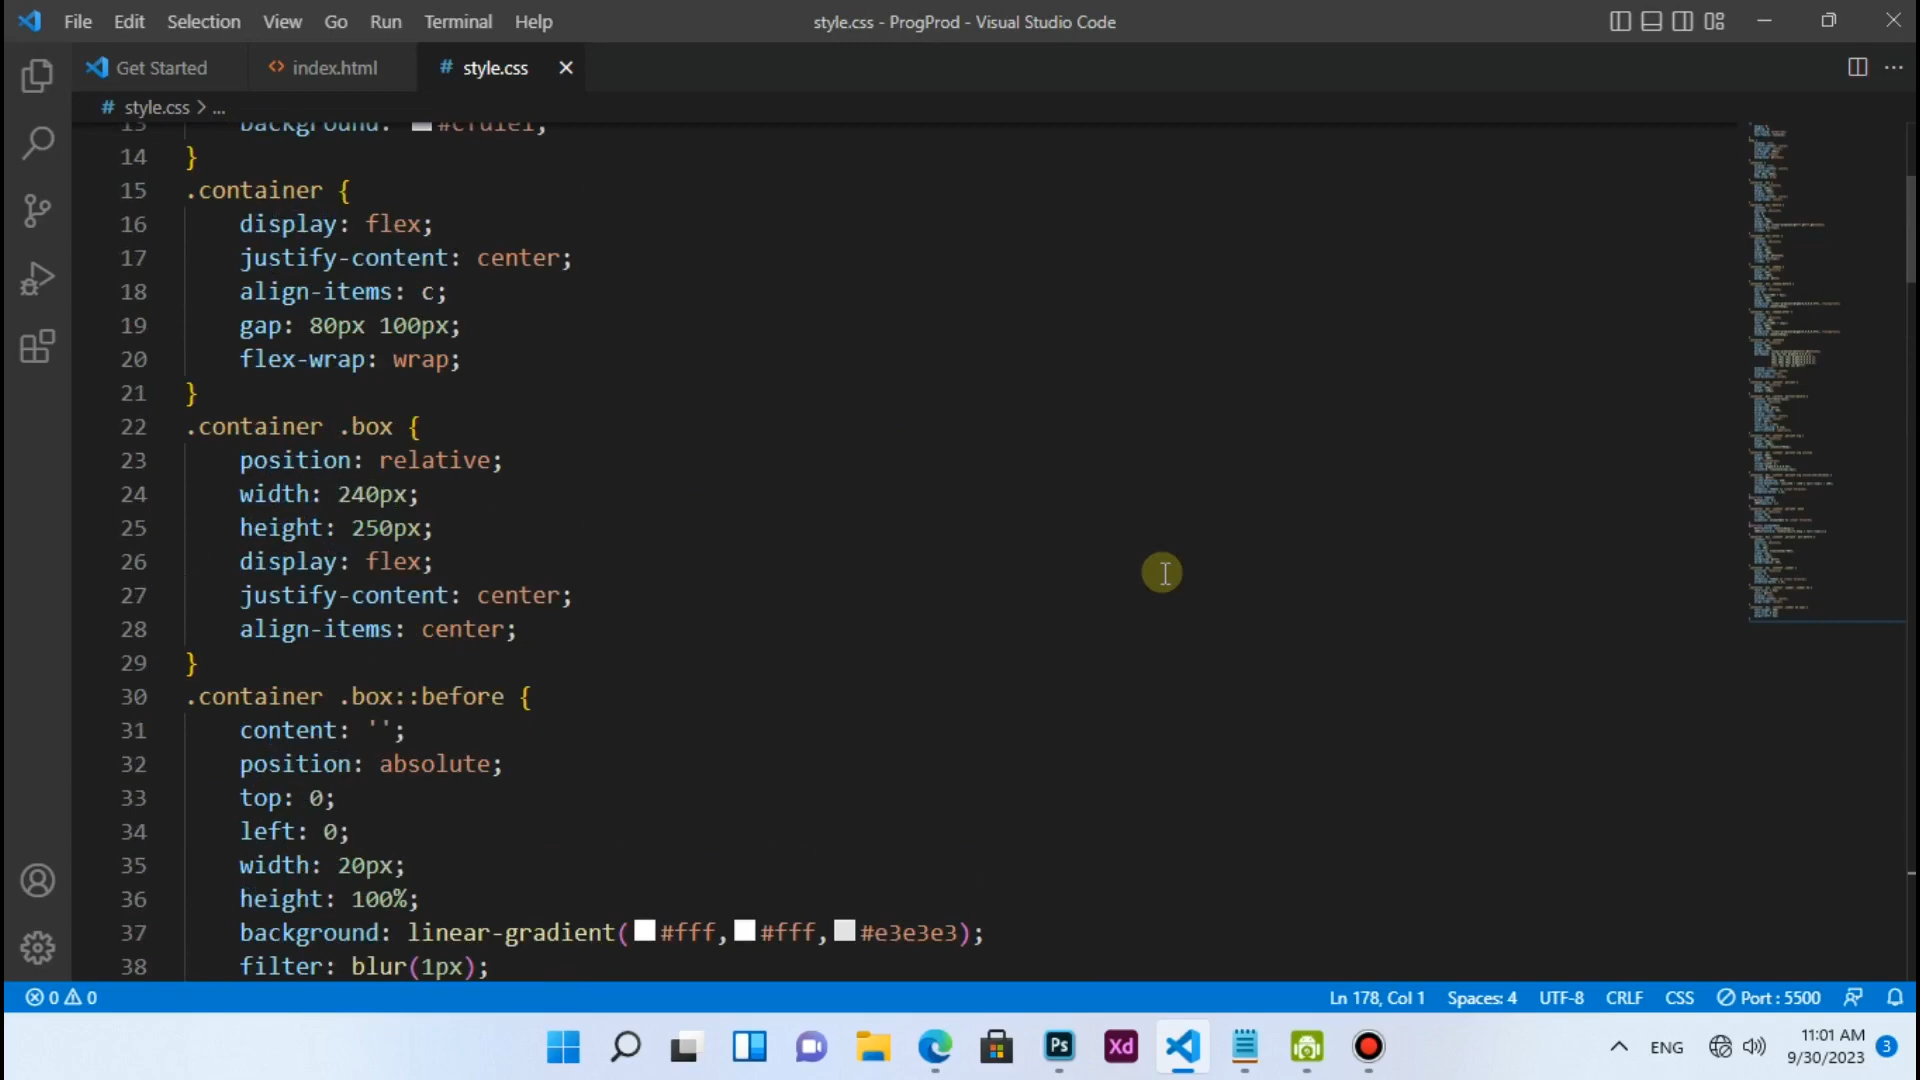 File Edit Selection View Go Run Terminal Help
style.css - ProgProd - Visual Studio Code
Get Started
index.html
# style.css
# style.css > ...
13
14 }
15 .container {
16 display: flex;
17 justify-content: center;
18 align-items: c;
19 gap: 80px 100px;
20 flex-wrap: wrap;
21 }
22 .container .box {
23 position: relative;
24 width: 240px;
25 height: 250px;
26 display: flex;
27 justify-content: center;
28 align-items: center;
29 }
30 .container .box::before {
31 content: '';
32 position: absolute;
33 top: 0;
34 left: 0;
35 width: 20px;
36 height: 100%;
37 background: linear-gradient(#fff,#fff,#e3e3e3);
38 filter: blur(1px);
0 0
Ln 178, Col 1 Spaces: 4 UTF-8 CRLF CSS Port : 5500
Ps
Xd
ENG
11:01 AM
9/30/2023
3